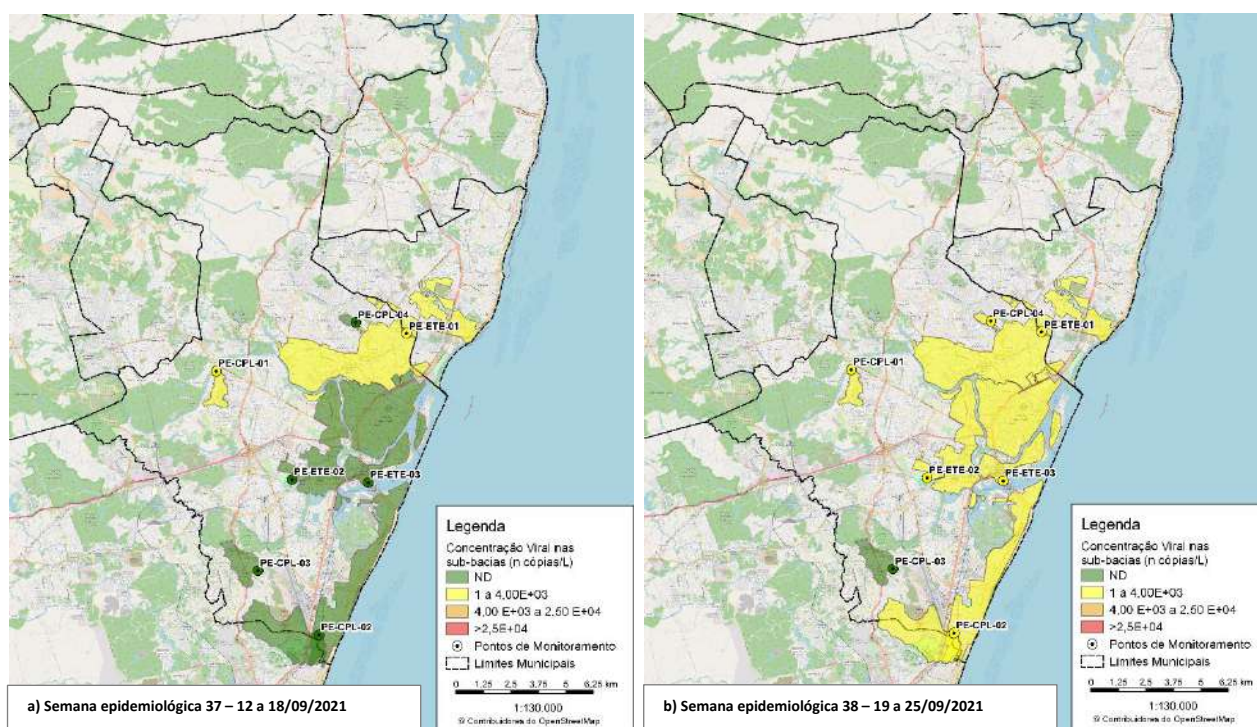 PE-CPL-04
PE-ETE-01
PE-CPL-01
PE-ETE-02
PE-ETE-03
PE-CPL-03
PE-CPL-02
Legenda
Concentração Viral nas
sub-bacias (n cópias/L)
ND
1 a 4,00E+03
4,00 E+03 a 2,50 E+04
>2,5E+04
Pontos de Monitoramento
Limites Municipais
0 1.25 2.5 3.75 5 6.25
km
1:130.000
© Contribuidores do OpenStreetMap
a) Semana epidemiológica 37 – 12 a 18/09/2021
PE-CPL-04
PE-ETE-01
PE-CPL-01
PE-ETE-02
PE-ETE-03
PE-CPL-03
PE-CPL-02
Legenda
Concentração Viral nas
sub-bacias (n cópias/L)
ND
1 a 4,00E+03
4,00 E+03 a 2,50 E+04
>2,5E+04
Pontos de Monitoramento
Limites Municipais
0 1.25 2.5 3.75 5 6.25
km
1:130.000
© Contribuidores do OpenStreetMap
b) Semana epidemiológica 38 – 19 a 25/09/2021